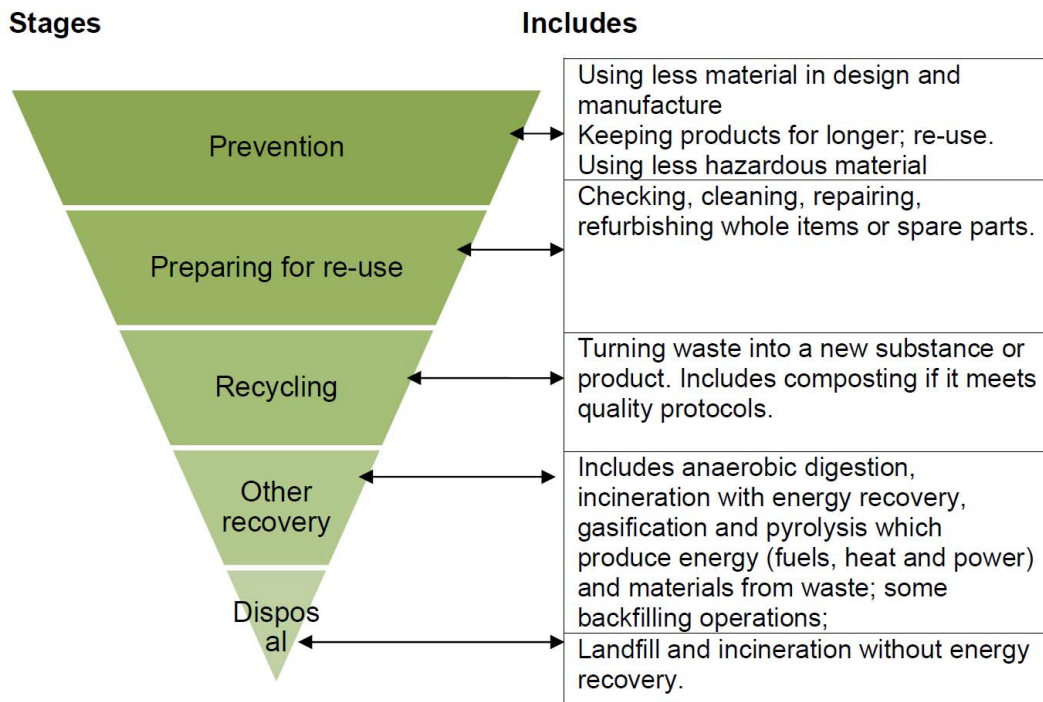 Stages
Includes
Prevention
Using less material in design and
manufacture
Keeping products for longer; re-use.
Using less hazardous material
Preparing for re-use
Checking, cleaning, repairing,
refurbishing whole items or spare parts.
Recycling
Turning waste into a new substance or
product. Includes composting if it meets
quality protocols.
Other
recovery
Includes anaerobic digestion,
incineration with energy recovery,
gasification and pyrolysis which
produce energy (fuels, heat and power)
and materials from waste; some
backfilling operations;
Dispos
al
Landfill and incineration without energy
recovery.